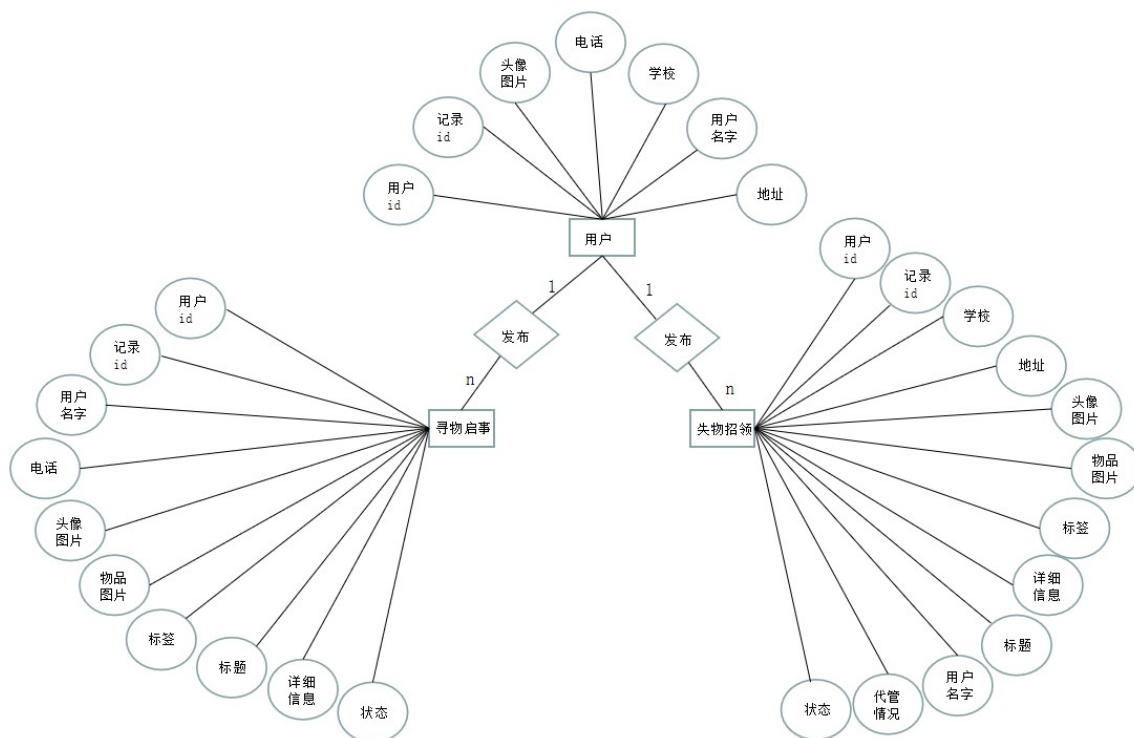 电话
头像
图片
学校
记录
id
用户
名字
用户
id
地址
用户
用户
id
记录
id
学校
用户
id
1
1
发布
发布
记录
id
地址
n
n
用户
名字
头像
图片
寻物启事
失物招领
电话
物品
图片
头像
图片
标签
物品
图片
详细
信息
标签
标题
标题
详细
信息
用户
名字
状态
代管
情况
状态